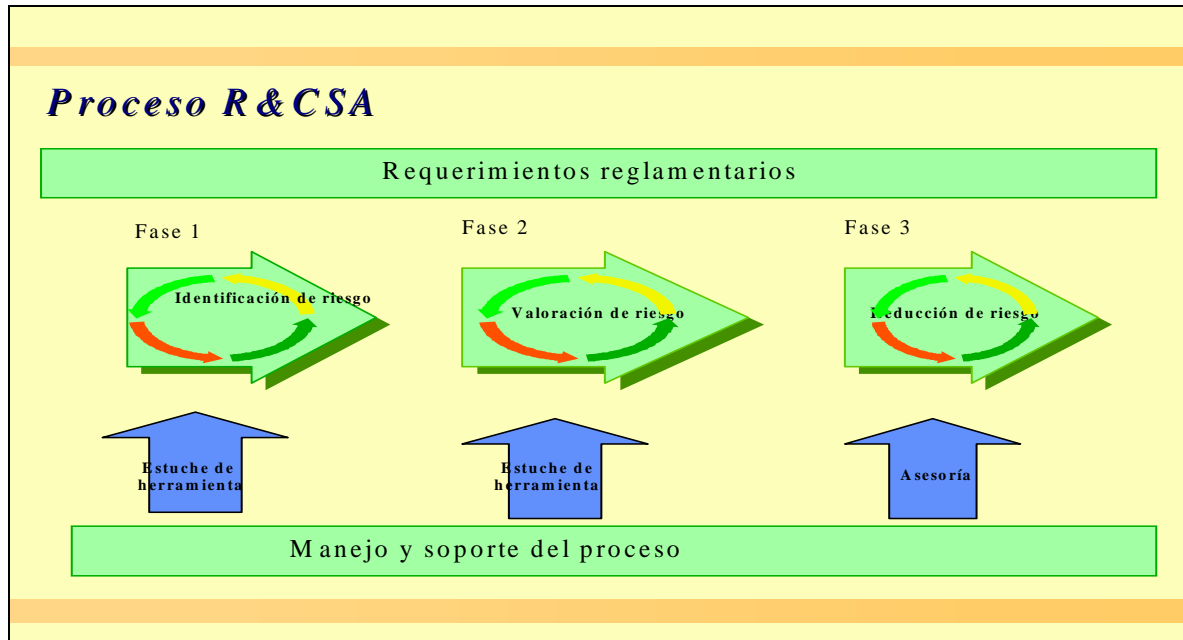 Proceso R&CSA
Requerimientos reglamentarios
Fase 1
Fase 2
Fase 3
Identificación de riesgo
Valoración de riesgo
Reducción de riesgo
Estuche de
herramienta
Estuche de
herramienta
Asesoría
Manejo y soporte del proceso